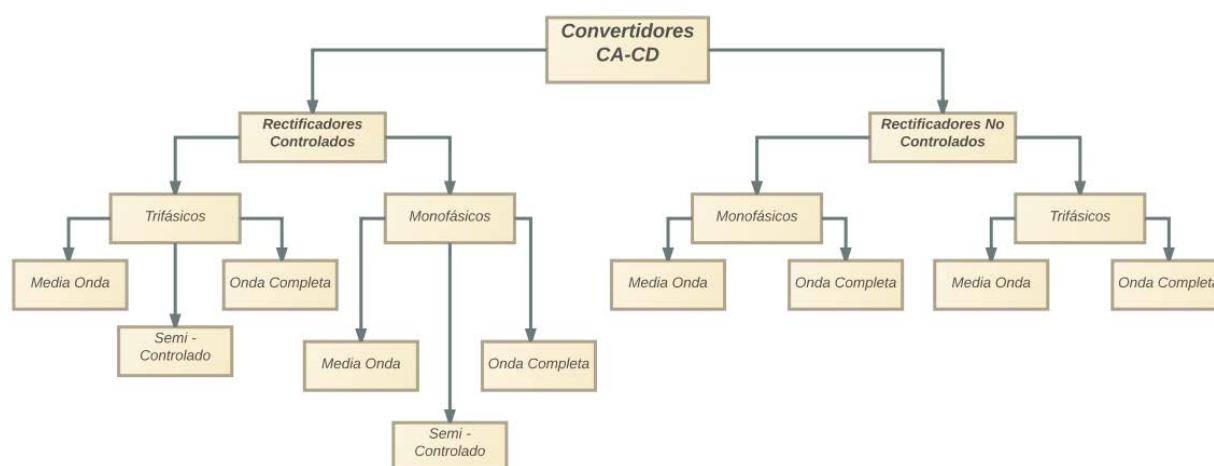 Convertidores
CA-CD
Rectificadores
Controlados
Rectificadores No
Controlados
Trifásicos
Monofásicos
Monofásicos
Trifásicos
Media Onda
Onda Completa
Media Onda
Onda Completa
Media Onda
Onda Completa
Semi -
Controlado
Media Onda
Onda Completa
Semi -
Controlado